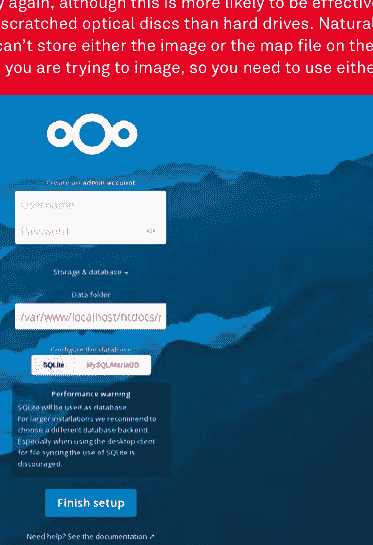 y again, although this is more likely to be effective
scratched optical discs than hard drives. Natural
can't store either the image or the map file on the
you are trying to image, so you need to use eithe
Create an admin account
Username
Password
Storage & database
Data folder
/var/www/localhost/htdocs/r
Configure the database
SQLite MySQL/MariaDB
Performance warning
SQLite will be used as database.
For larger installations we recommend to
choose a different database backend.
Especially when using the desktop client
for file syncing the use of SQLite is
discouraged.
Finish setup
Need help? See the documentation ↗